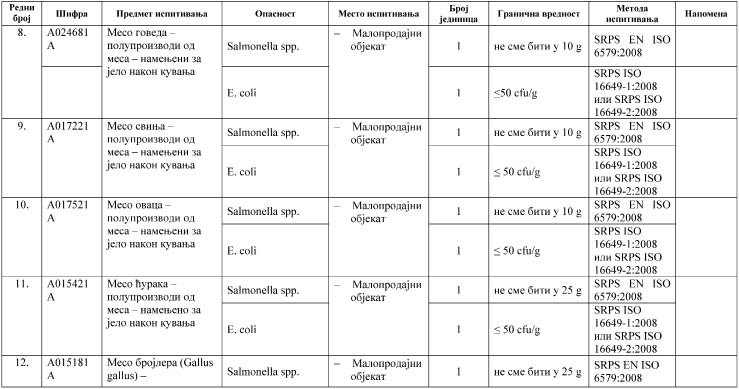 Редни број
Шифра
Предмет испитивања
Опасност
Место испитивања
Број јединица
Гранична вредност
Метода испитивања
Напомена
8.
A024681
A
Месо говеда –
полупроизводи од
меса – намењени за
јело након кувања
Salmonella spp.
– Малопродајни
објекат
1
не сме бити у 10 g
SRPS EN ISO
6579:2008
E. coli
1
≤50 cfu/g
SRPS ISO
16649-1:2008
или SRPS ISO
16649-2:2008
9.
A017221
A
Месо свиња –
полупроизводи од
меса – намењени за
јело након кувања
Salmonella spp.
– Малопродајни
објекат
1
не сме бити у 10 g
SRPS EN ISO
6579:2008
E. coli
1
≤ 50 cfu/g
SRPS ISO
16649-1:2008
или SRPS ISO
16649-2:2008
10.
A017521
A
Месо оваца –
полупроизводи од
меса – намењени за
јело након кувања
Salmonella spp.
– Малопродајни
објекат
1
не сме бити у 10 g
SRPS EN ISO
6579:2008
E. coli
1
≤ 50 cfu/g
SRPS ISO
16649-1:2008
или SRPS ISO
16649-2:2008
11.
A015421
A
Месо ћурака –
полупроизводи од
меса – намењено за
јело након кувања
Salmonella spp.
– Малопродајни
објекат
1
не сме бити у 25 g
SRPS EN ISO
6579:2008
E. coli
1
≤ 50 cfu/g
SRPS ISO
16649-1:2008
или SRPS ISO
16649-2:2008
12.
A015181
A
Месо бројлера (Gallus
gallus) –
Salmonella spp.
– Малопродајни
објекат
1
не сме бити у 25 g
SRPS EN ISO
6579:2008